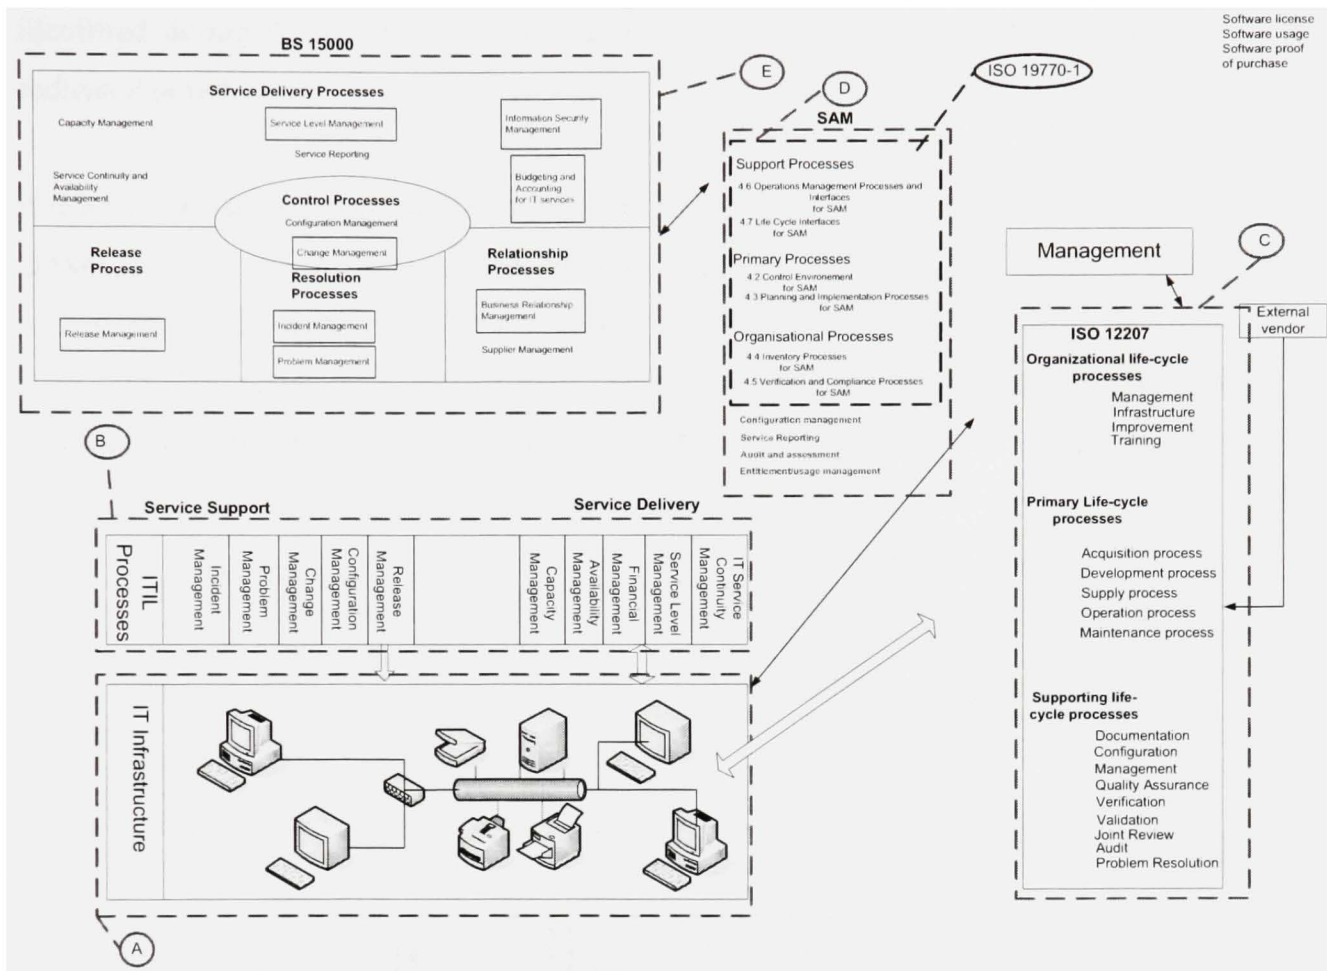 Software license
Software usage
Software proof
of purchase
BS 15000
E
ISO 19770-1
D
SAM
Service Delivery Processes
Capacity Management
Service Level Management
Information Security
Management
Service Reporting
Service Continuity and
Availability
Management
Budgeting and
Accounting
for IT services
Control Processes
Configuration Management
Change Management
Release
Process
Resolution
Processes
Relationship
Processes
Release Management
Incident Management
Problem Management
Business Relationship
Management
Supplier Management
Support Processes
4.6 Operations Management Processes and
Interfaces
for SAM
4.7 Life Cycle Interfaces
for SAM
Primary Processes
4.2 Control Environement
for SAM
4.3 Planning and Implementation Processes
for SAM
Organisational Processes
4.4 Inventory Processes
for SAM
4.5 Verification and Compliance Processes
for SAM
Configuration management
Service Reporting
Audit and assessment
Entitlement/usage management
Management
C
External
vendor
ISO 12207
Organizational life-cycle
processes
Management
Infrastructure
Improvement
Training
Primary Life-cycle
processes
Acquisition process
Development process
Supply process
Operation process
Maintenance process
Supporting life-
cycle processes
Documentation
Configuration
Management
Quality Assurance
Verification
Validation
Joint Review
Audit
Problem Resolution
B
Service Support
Service Delivery
ITIL
Processes
Incident
Management
Problem
Management
Change
Management
Configuration
Management
Release
Management
Capacity
Management
Availability
Management
Financial
Management
Service Level
Management
IT Service
Continuity
Management
IT Infrastructure
A